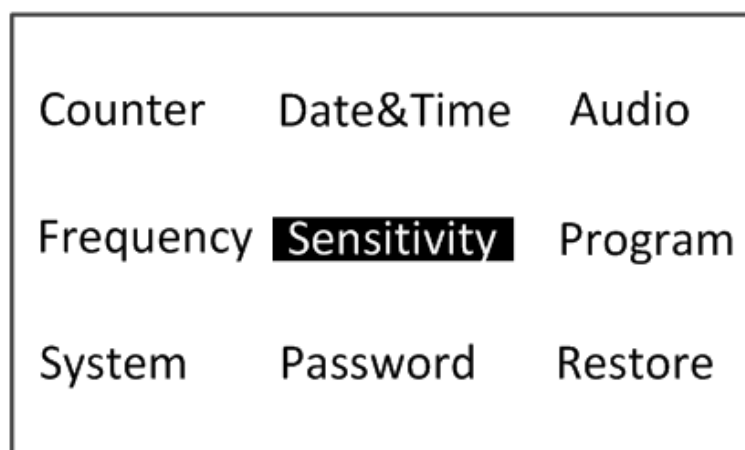 Counter Date&Time Audio
Frequency Sensitivity Program
System Password Restore